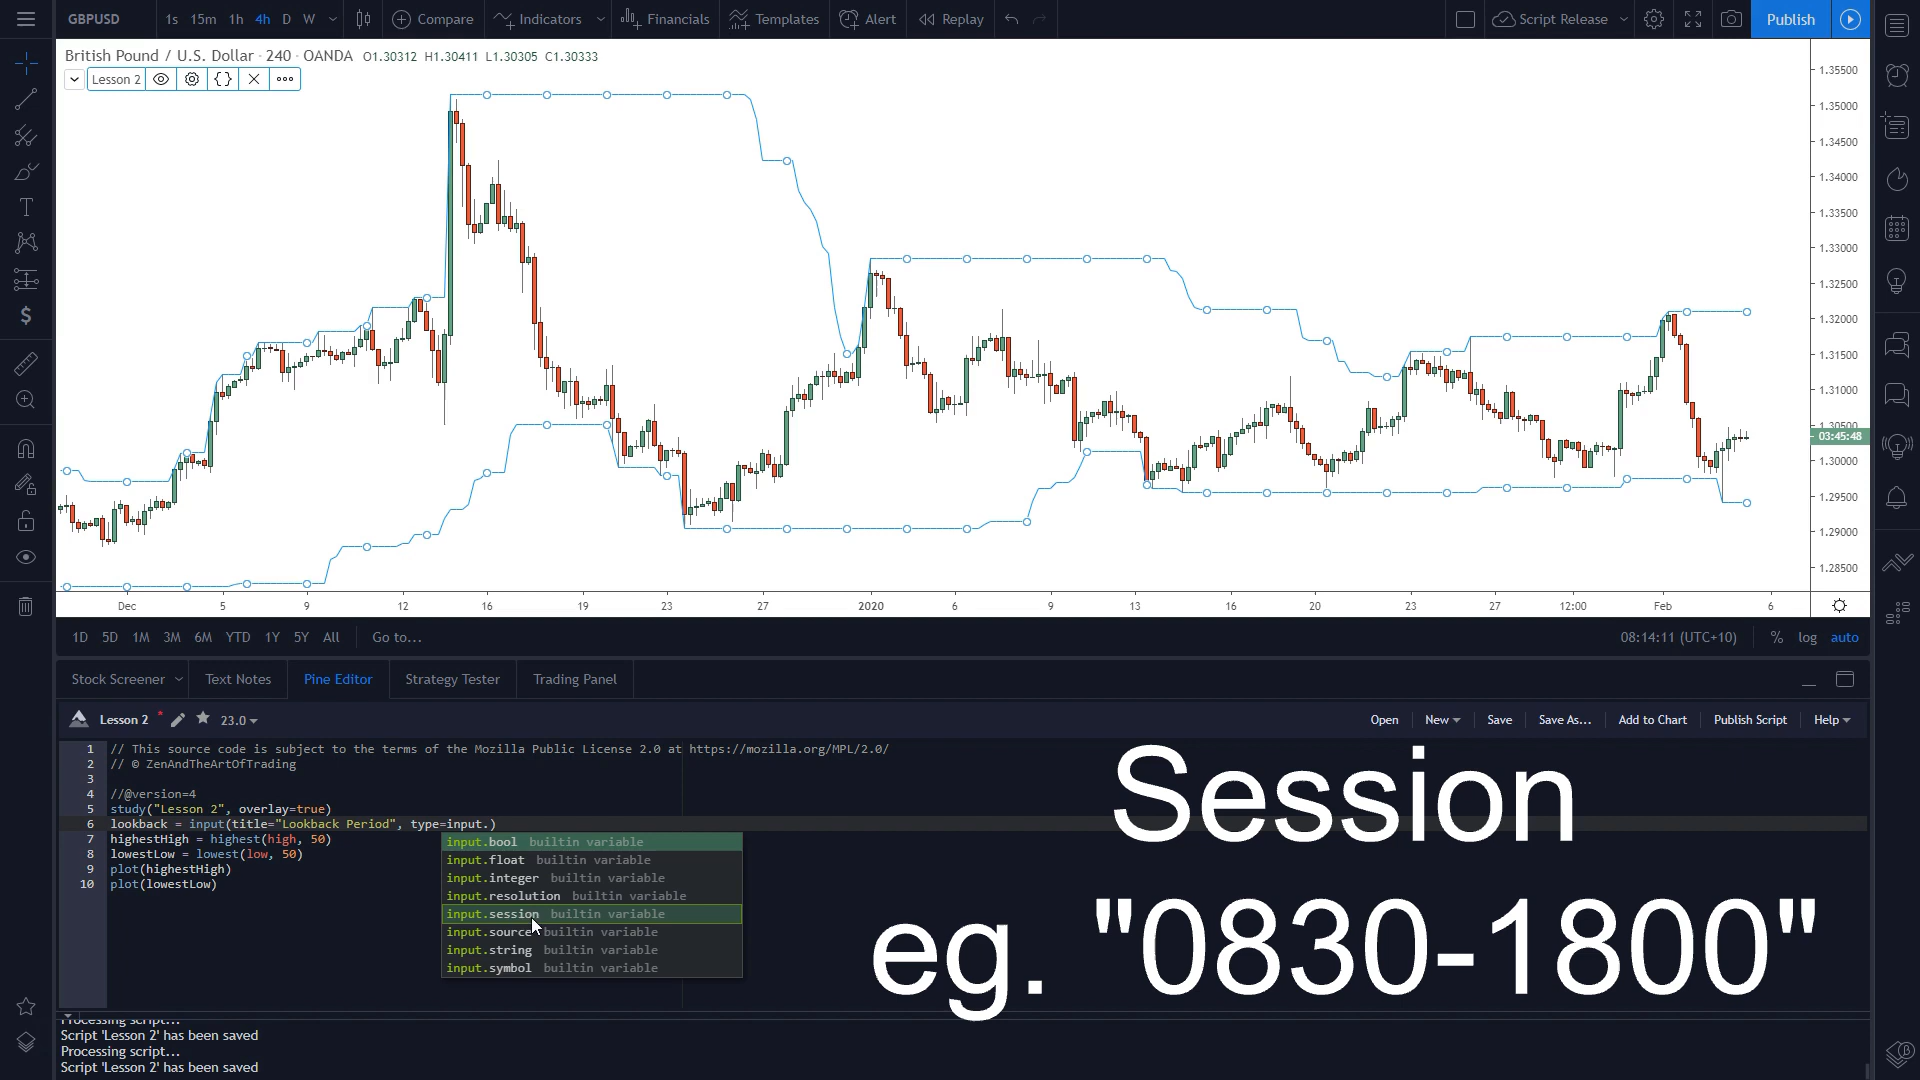 GBPUSD 1s 15m 1h 4h D W Compare Indicators Financials Templates Alert Replay Script Release Publish
British Pound / U.S. Dollar · 240 · OANDA O1.30312 H1.30411 L1.30305 C1.30333
Lesson 2
1.35500
1.35000
1.34500
1.34000
1.33500
1.33000
1.32500
1.32000
1.31500
1.31000
1.30500
03:45:48
1.30000
1.29500
1.29000
1.28500
Dec 5 9 12 16 19 23 27 2020 6 9 13 16 20 23 27 12:00 Feb 6
1D 5D 1M 3M 6M YTD 1Y 5Y All Go to... 08:14:11 (UTC+10) % log auto
Stock Screener Text Notes Pine Editor Strategy Tester Trading Panel
Lesson 2 * 23.0 Open New Save Save As... Add to Chart Publish Script Help
1 // This source code is subject to the terms of the Mozilla Public License 2.0 at https://mozilla.org/MPL/2.0/
2 // © ZenAndTheArtOfTrading
3
4 //@version=4
5 study("Lesson 2", overlay=true)
6 lookback = input(title="Lookback Period", type=input.)
7 highestHigh = highest(high, 50)
8 lowestLow = lowest(low, 50)
9 plot(highestHigh)
10 plot(lowestLow)
input.bool builtin variable
input.float builtin variable
input.integer builtin variable
input.resolution builtin variable
input.session builtin variable
input.source builtin variable
input.string builtin variable
input.symbol builtin variable
Session
eg. "0830-1800"
Processing script...
Script 'Lesson 2' has been saved
Processing script...
Script 'Lesson 2' has been saved